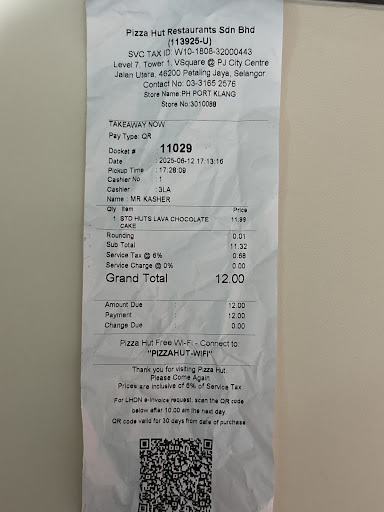 Pizza Hut Restaurants Sdn Bhd
(113925-U)
SVC TAX ID: W10-1808-32000443
Level 7, Tower 1, VSquare @ PJ City Centre
Jalan Utara, 46200 Petaling Jaya, Selangor
Contact No: 03-3165 2576
Store Name:PH PORT KLANG
Store No:3010088
TAKEAWAY NOW
Pay Type: QR
Docket # 11029
Date : 2025-06-12 17:13:16
Pickup Time : 17:28:09
Cashier No : 1
Cashier :3LA
Name : MR KASHER
Qty Item Price
1 STD HUTS LAVA CHOCOLATE 11.99
CAKE
Rounding 0.01
Sub Total 11.32
Service Tax @ 6% 0.68
Service Charge @ 0% 0.00
Grand Total 12.00
Amount Due : 12.00
Payment : 12.00
Change Due : 0.00
Pizza Hut Free Wi-Fi - Connect to:
"PIZZAHUT-WIFI"
Thank you for visiting Pizza Hut.
Please Come Again
Prices are inclusive of 6% of Service Tax
For LHDN e-Invoice request, scan the QR code
below after 10.00 am the next day.
QR code valid for 30 days from date of purchase